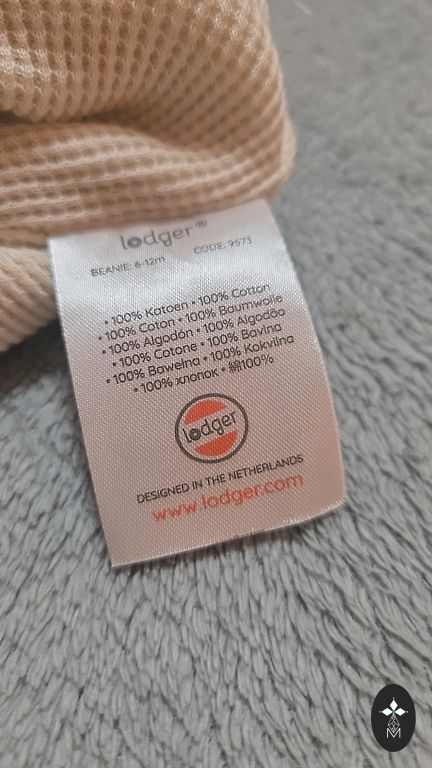 lodger®
BEANIE: 6-12m CODE: 9673
• 100% Katoen • 100% Cotton
• 100% Coton • 100% Baumwolle
• 100% Algodón • 100% Algodão
• 100% Cotone • 100% Bavlna
• 100% Bawełna • 100% Kokvilna
• 100% хлопок • 綿100%
lodger
DESIGNED IN THE NETHERLANDS
www.lodger.com
M